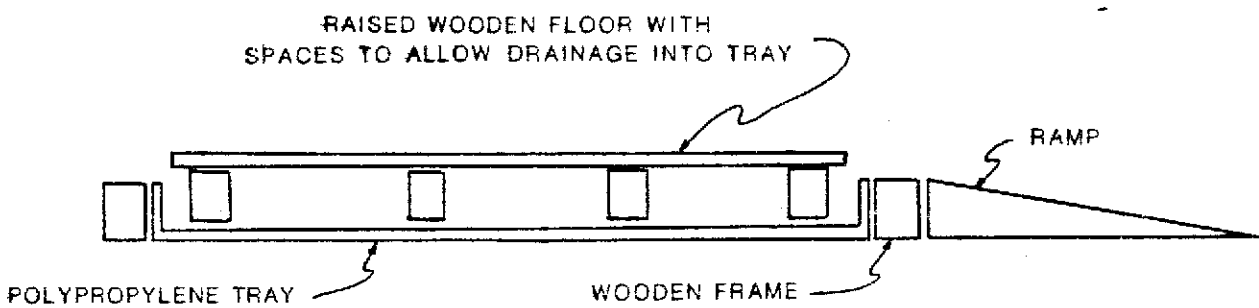 RAISED WOODEN FLOOR WITH
SPACES TO ALLOW DRAINAGE INTO TRAY
RAMP
POLYPROPYLENE TRAY
WOODEN FRAME